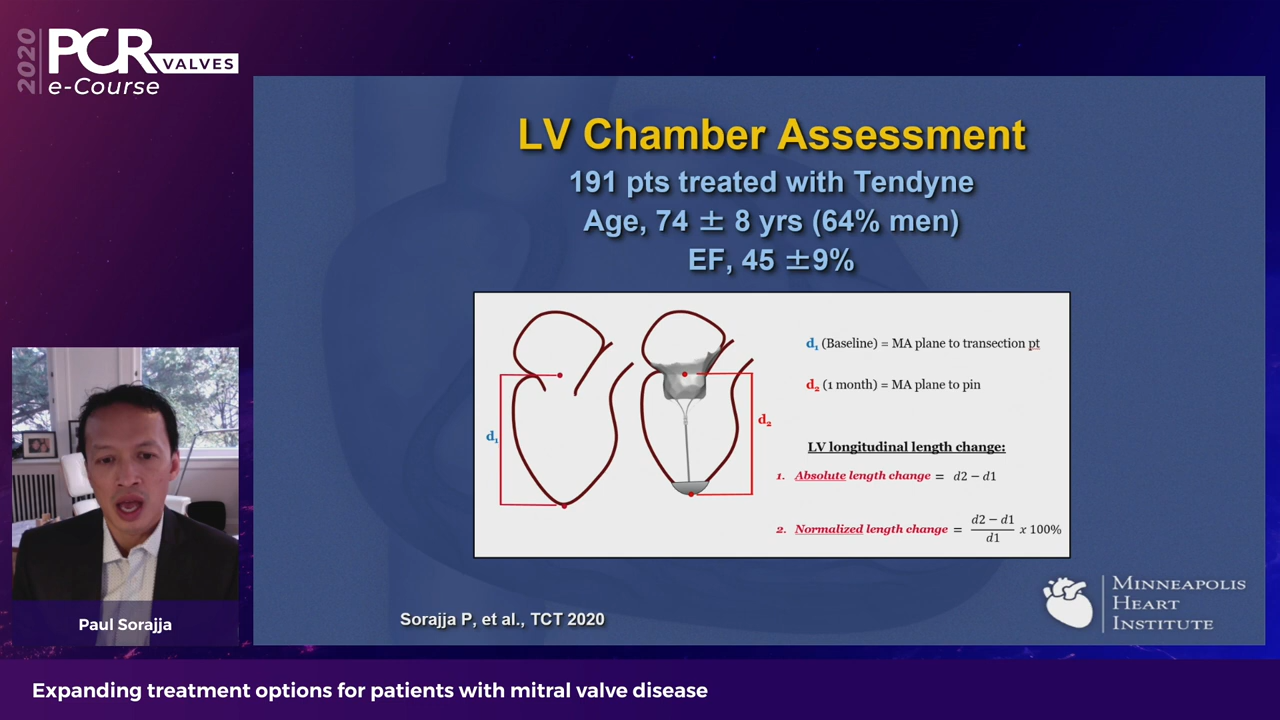 2020
PCR
VALVES
e-Course
LV Chamber Assessment
191 pts treated with Tendyne
Age, 74 ± 8 yrs (64% men)
EF, 45 ±9%
d1
d2
d1 (Baseline) = MA plane to transection pt
d2 (1 month) = MA plane to pin
LV longitudinal length change:
1. Absolute length change = d2 − d1
2. Normalized length change = (d2 − d1)/d1 x 100%
Sorajja P, et al., TCT 2020
MINNEAPOLIS
HEART
INSTITUTE
Paul Sorajja
Expanding treatment options for patients with mitral valve disease